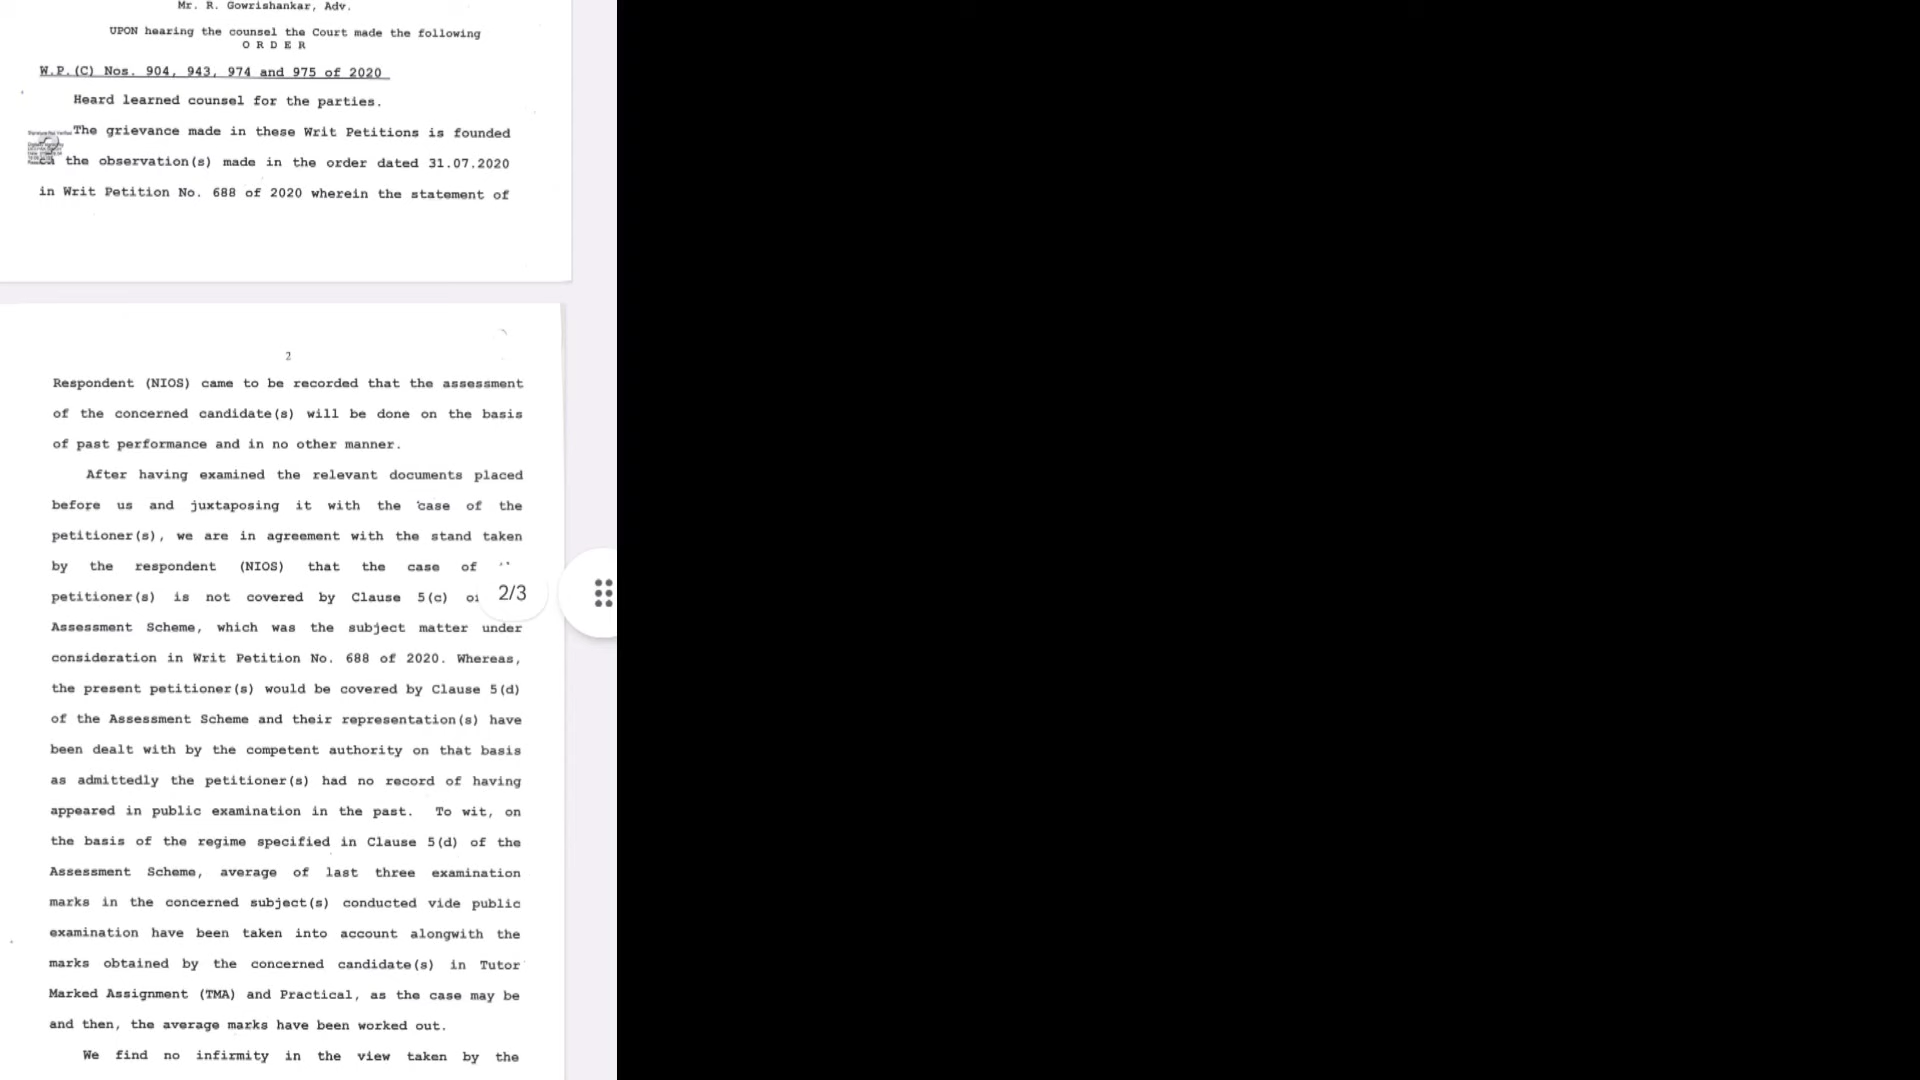 Mr. R. Gowrishankar, Adv.
UPON hearing the counsel the Court made the following
O R D E R
W.P.(C) Nos. 904, 943, 974 and 975 of 2020
Heard learned counsel for the parties.
The grievance made in these Writ Petitions is founded
the observation(s) made in the order dated 31.07.2020
in Writ Petition No. 688 of 2020 wherein the statement of
2
Respondent (NIOS) came to be recorded that the assessment
of the concerned candidate(s) will be done on the basis
of past performance and in no other manner.
After having examined the relevant documents placed
before us and juxtaposing it with the case of the
petitioner(s), we are in agreement with the stand taken
by the respondent (NIOS) that the case of
petitioner(s) is not covered by Clause 5(c)
2/3
Assessment Scheme, which was the subject matter under
consideration in Writ Petition No. 688 of 2020. Whereas,
the present petitioner(s) would be covered by Clause 5(d)
of the Assessment Scheme and their representation(s) have
been dealt with by the competent authority on that basis
as admittedly the petitioner(s) had no record of having
appeared in public examination in the past. To wit, on
the basis of the regime specified in Clause 5(d) of the
Assessment Scheme, average of last three examination
marks in the concerned subject(s) conducted vide public
examination have been taken into account alongwith the
marks obtained by the concerned candidate(s) in Tutor
Marked Assignment (TMA) and Practical, as the case may be
and then, the average marks have been worked out.
We find no infirmity in the view taken by the